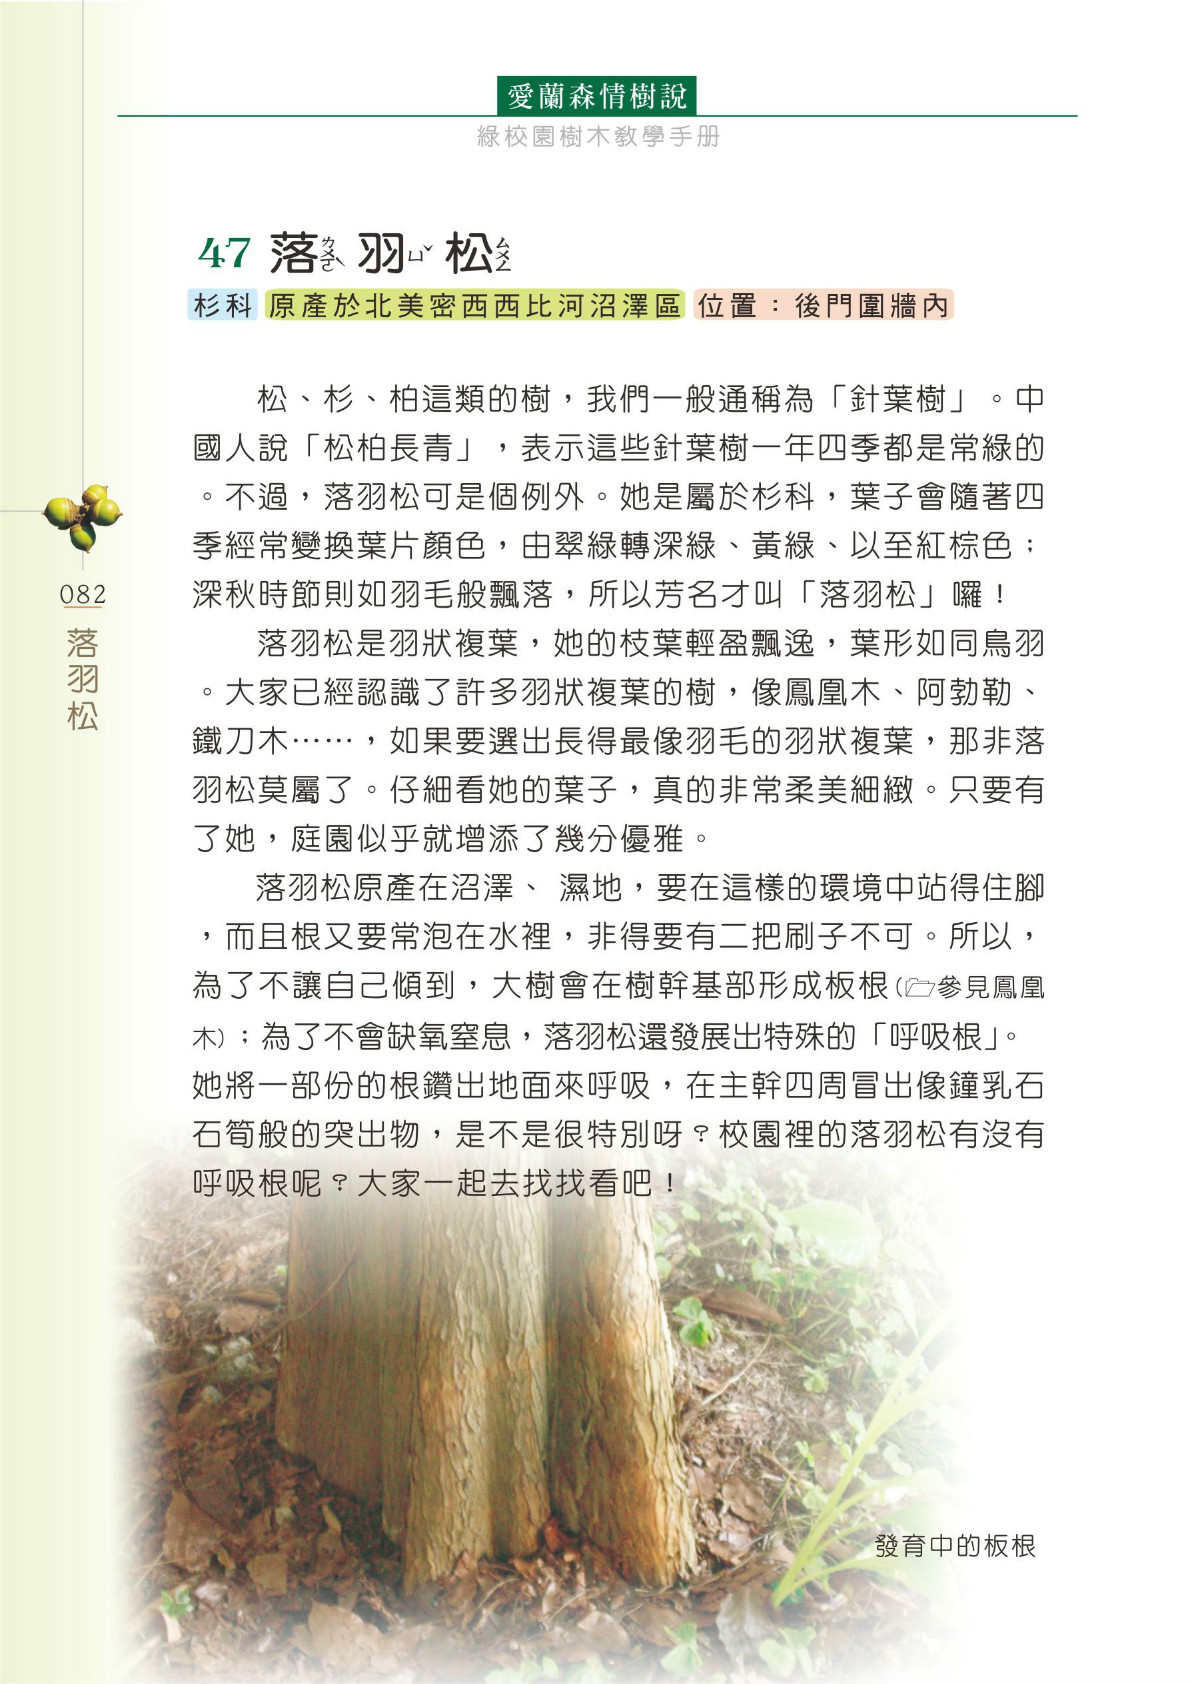 愛蘭森情樹說
綠校園樹木教學手册
47 落ㄌㄨㄛˋ 羽ㄩˇ 松ㄙㄨㄥ
杉科 原產於北美密西西比河沼澤區 位置：後門圍牆內
松、杉、柏這類的樹，我們一般通稱為「針葉樹」。中
國人說「松柏長青」，表示這些針葉樹一年四季都是常綠的
。不過，落羽松可是個例外。她是屬於杉科，葉子會隨著四
季經常變換葉片顏色，由翠綠轉深綠、黃綠、以至紅棕色；
深秋時節則如羽毛般飄落，所以芳名才叫「落羽松」囉！
落羽松是羽狀複葉，她的枝葉輕盈飄逸，葉形如同鳥羽
。大家已經認識了許多羽狀複葉的樹，像鳳凰木、阿勃勒、
鐵刀木……，如果要選出長得最像羽毛的羽狀複葉，那非落
羽松莫屬了。仔細看她的葉子，真的非常柔美細緻。只要有
了她，庭園似乎就增添了幾分優雅。
落羽松原產在沼澤、 濕地，要在這樣的環境中站得住腳
，而且根又要常泡在水裡，非得要有二把刷子不可。所以，
為了不讓自己傾到，大樹會在樹幹基部形成板根(參見鳳凰
木)；為了不會缺氧窒息，落羽松還發展出特殊的「呼吸根」。
她將一部份的根鑽出地面來呼吸，在主幹四周冒出像鐘乳石
石筍般的突出物，是不是很特別呀？校園裡的落羽松有沒有
呼吸根呢？大家一起去找找看吧！
082
落羽松
發育中的板根